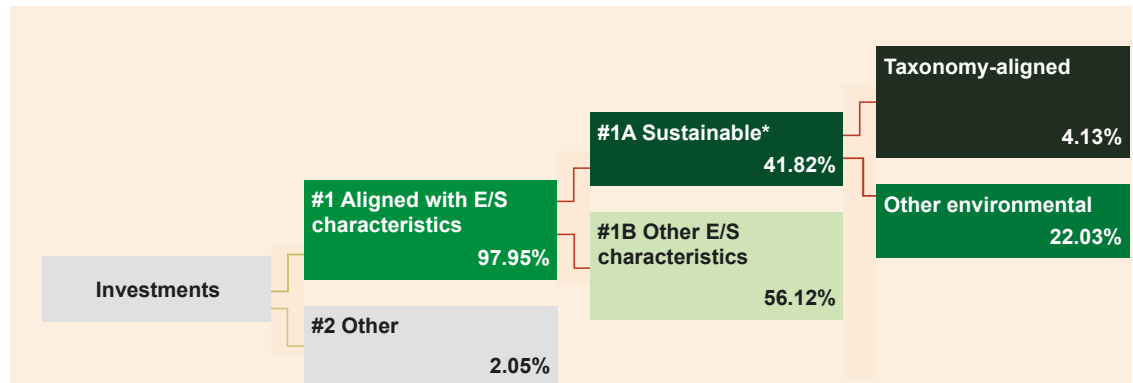 Investments
#1 Aligned with E/S
characteristics
97.95%
#2 Other
2.05%
#1A Sustainable*
41.82%
#1B Other E/S
characteristics
56.12%
Taxonomy-aligned
4.13%
Other environmental
22.03%